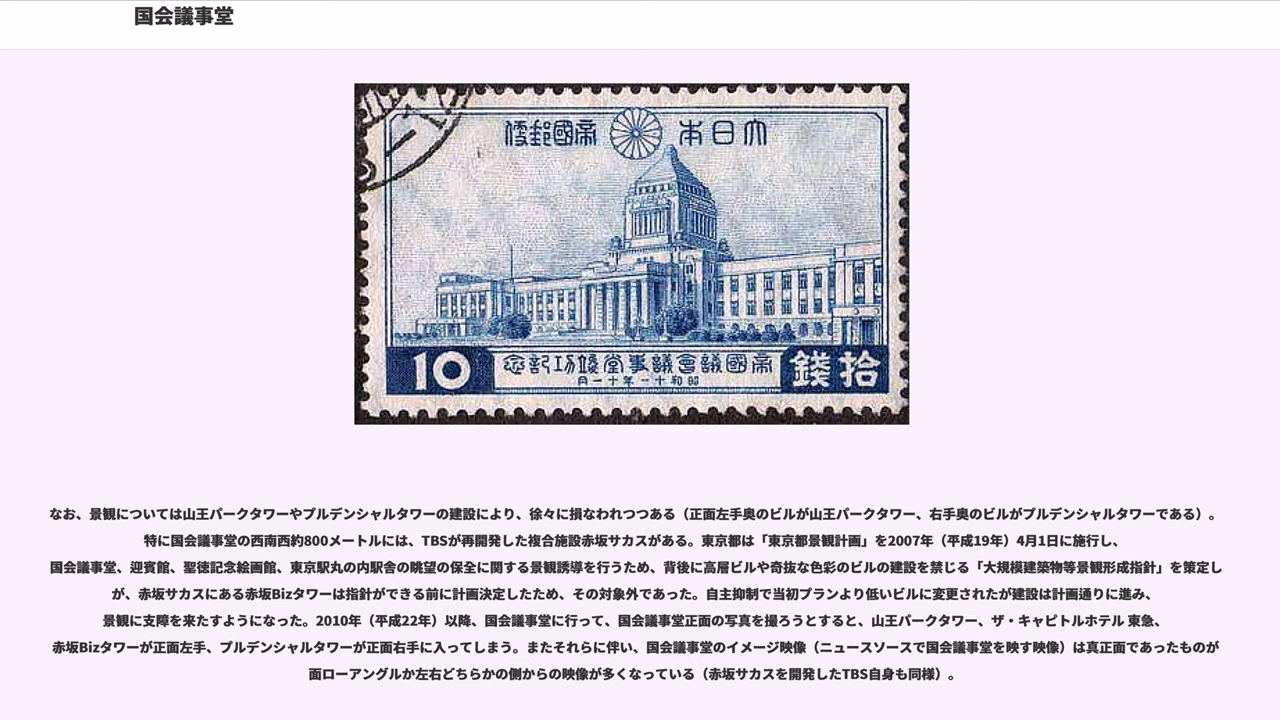 国会議事堂
便郵國帝 本日大
念記功竣堂事議會議國帝
月一十年一十和昭
10
錢拾
なお、景観については山王パークタワーやプルデンシャルタワーの建設により、徐々に損なわれつつある（正面左手奥のビルが山王パークタワー、右手奥のビルがプルデンシャルタワーである）。
特に国会議事堂の西南西約800メートルには、TBSが再開発した複合施設赤坂サカスがある。東京都は「東京都景観計画」を2007年（平成19年）4月1日に施行し、
国会議事堂、迎賓館、聖徳記念絵画館、東京駅丸の内駅舎の眺望の保全に関する景観誘導を行うため、背後に高層ビルや奇抜な色彩のビルの建設を禁じる「大規模建築物等景観形成指針」を策定し
が、赤坂サカスにある赤坂Bizタワーは指針ができる前に計画決定したため、その対象外であった。自主抑制で当初プランより低いビルに変更されたが建設は計画通りに進み、
景観に支障を来たすようになった。2010年（平成22年）以降、国会議事堂に行って、国会議事堂正面の写真を撮ろうとすると、山王パークタワー、ザ・キャピトルホテル 東急、
赤坂Bizタワーが正面左手、プルデンシャルタワーが正面右手に入ってしまう。またそれらに伴い、国会議事堂のイメージ映像（ニュースソースで国会議事堂を映す映像）は真正面であったものが
面ローアングルか左右どちらかの側からの映像が多くなっている（赤坂サカスを開発したTBS自身も同様）。